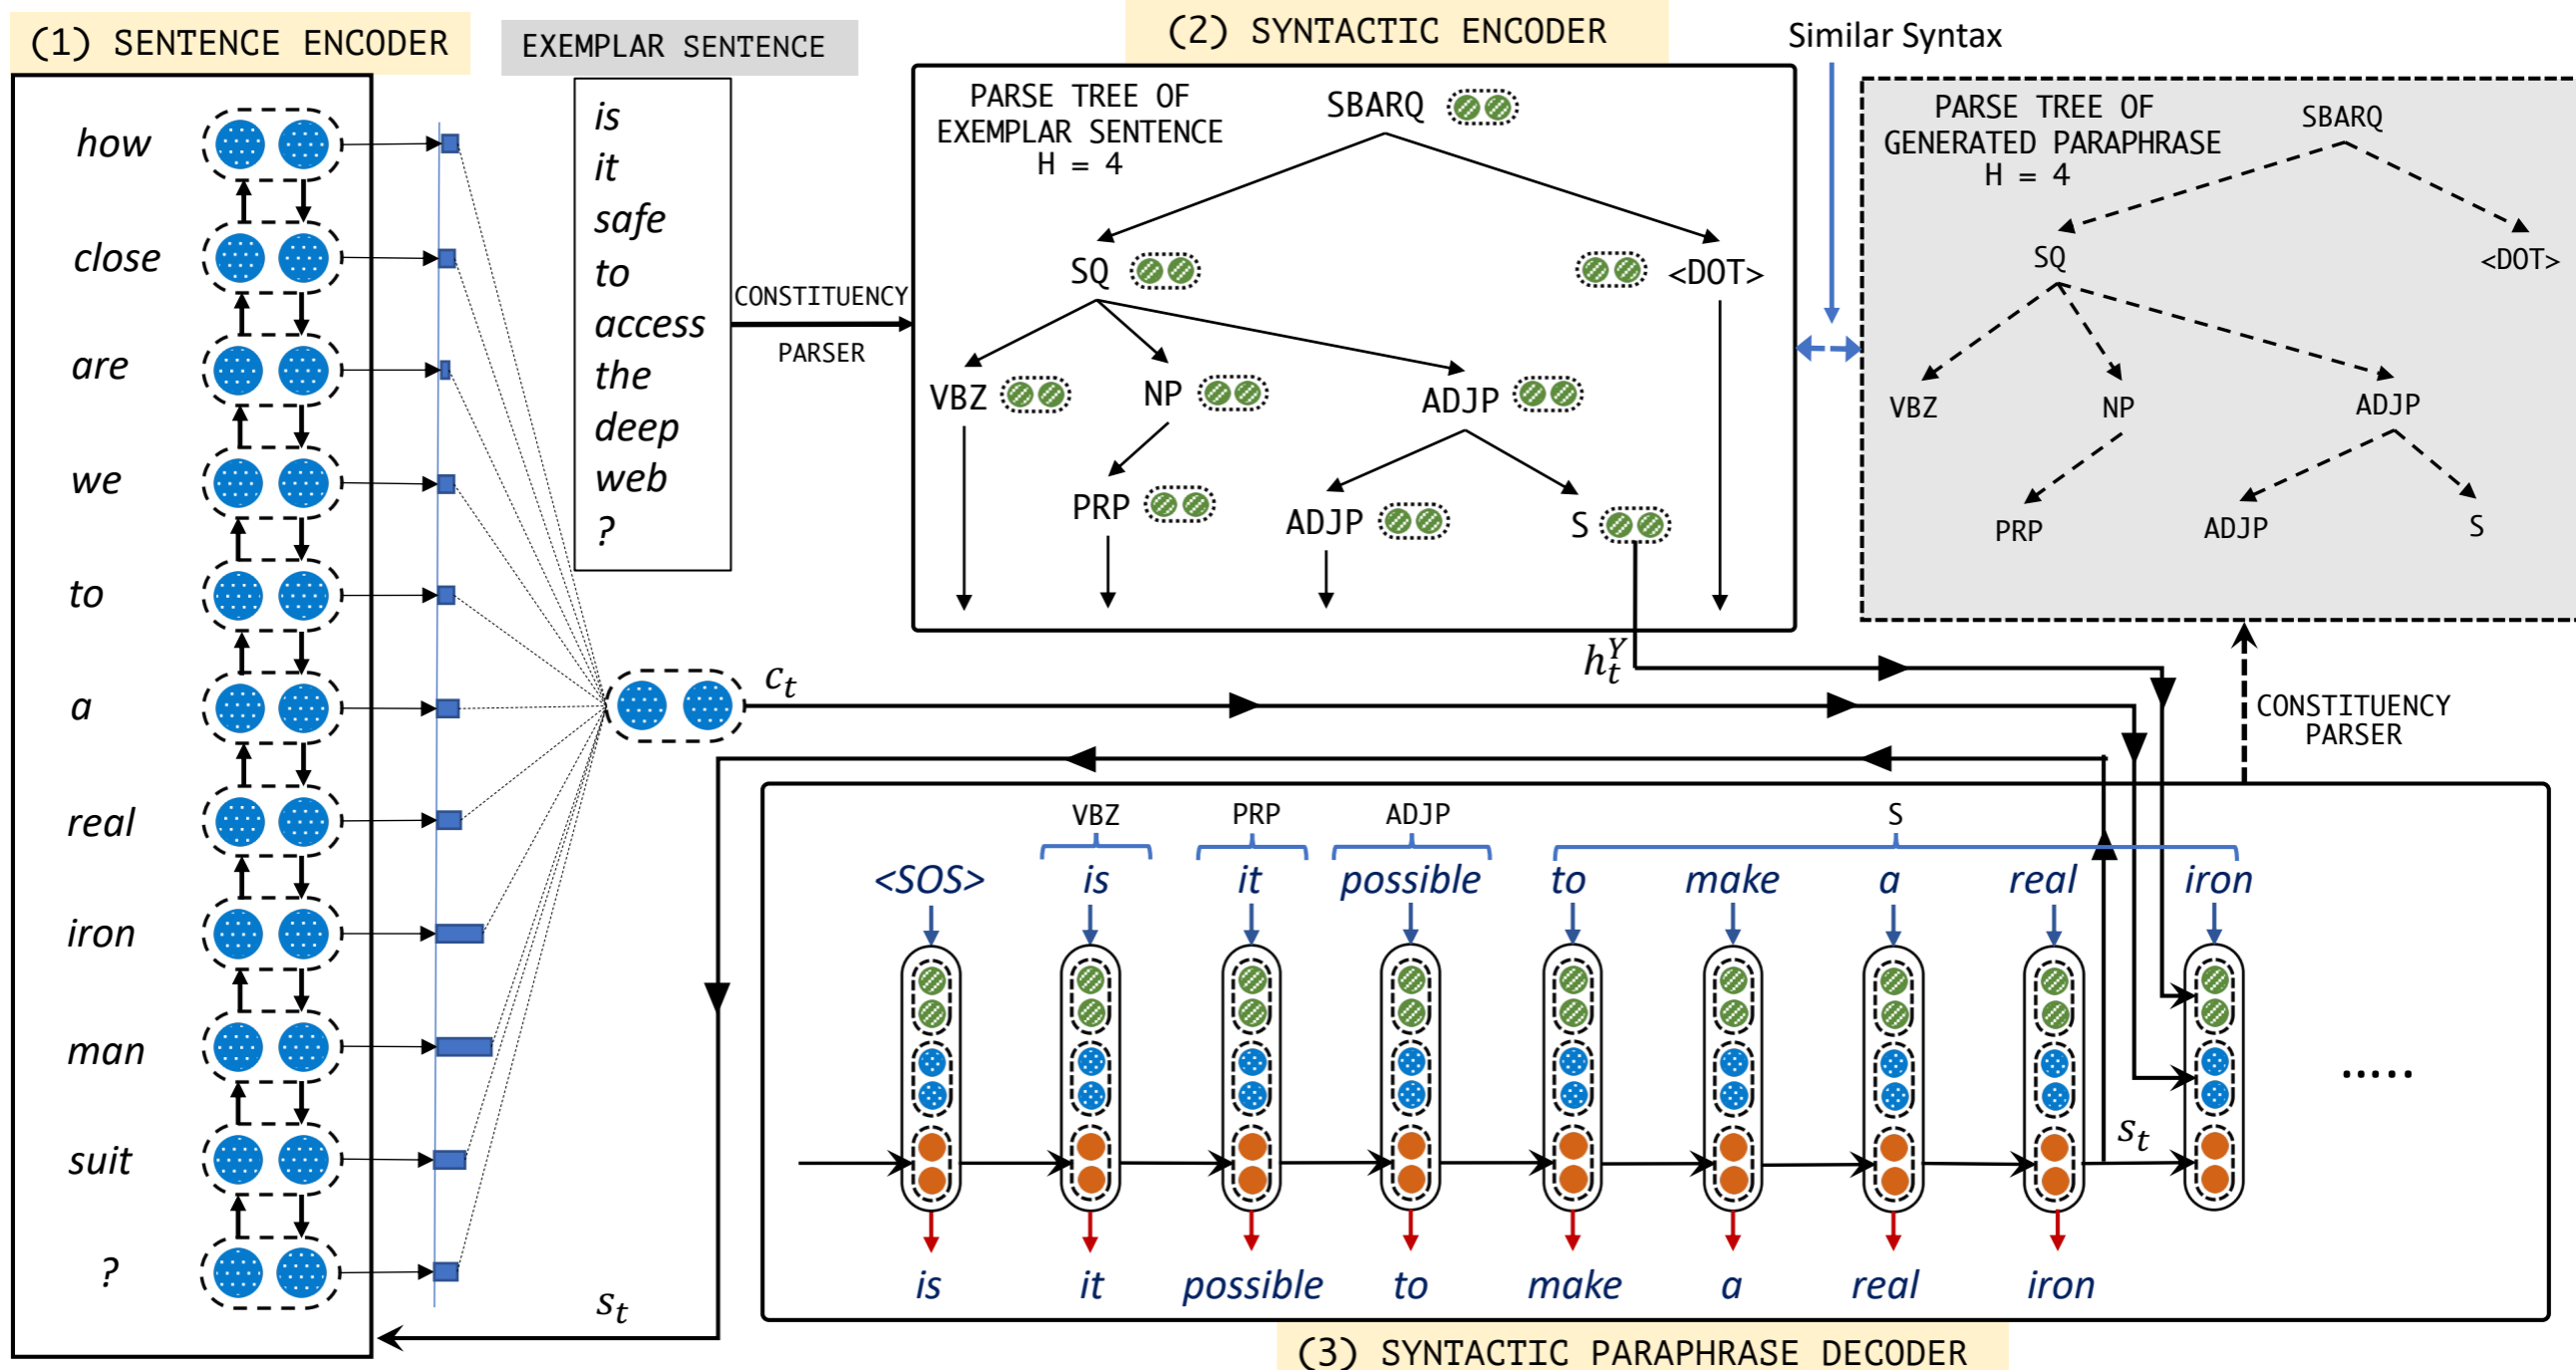 (1) SENTENCE ENCODER
how
close
are
we
to
a
real
iron
man
suit
?
EXEMPLAR SENTENCE
is
it
safe
to
access
the
deep
web
?
CONSTITUENCY
PARSER
(2) SYNTACTIC ENCODER
PARSE TREE OF
EXEMPLAR SENTENCE
H = 4
SBARQ
SQ
<DOT>
VBZ
NP
ADJP
PRP
ADJP
S
Similar Syntax
PARSE TREE OF
GENERATED PARAPHRASE
H = 4
SBARQ
SQ
<DOT>
VBZ
NP
ADJP
PRP
ADJP
S
c_t
h_t^Y
CONSTITUENCY
PARSER
VBZ PRP ADJP S
<SOS> is it possible to make a real iron
.....
s_t
is it possible to make a real iron
s_t
(3) SYNTACTIC PARAPHRASE DECODER